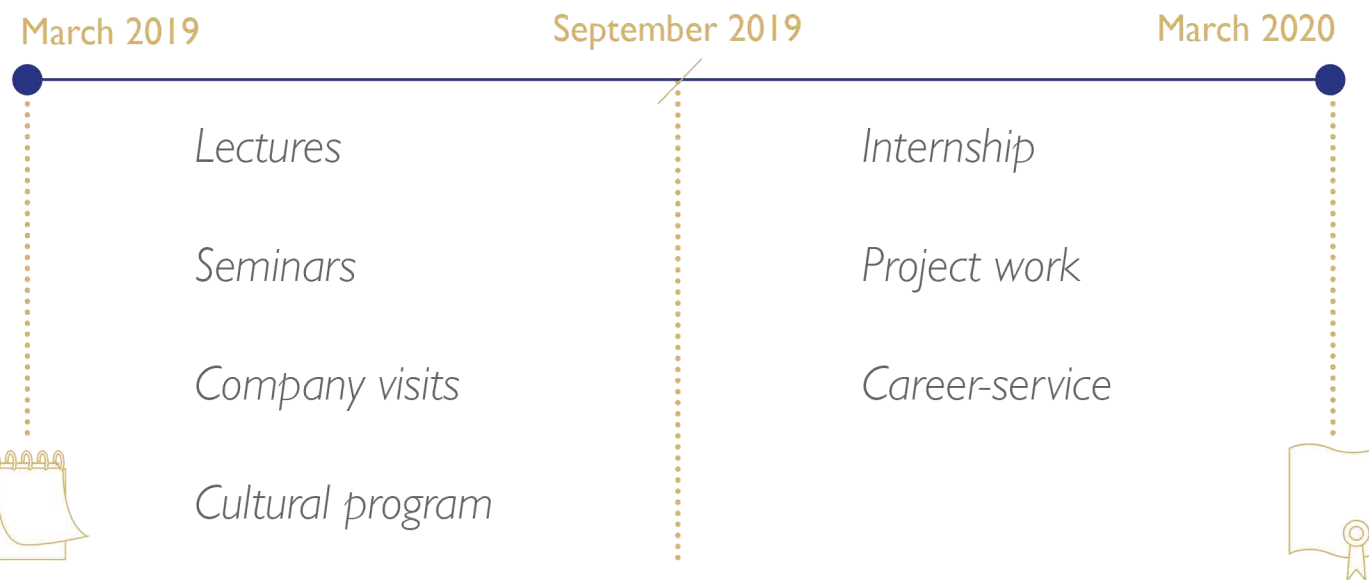 March 2019
September 2019
March 2020
Lectures
Seminars
Company visits
Cultural program
Internship
Project work
Career-service